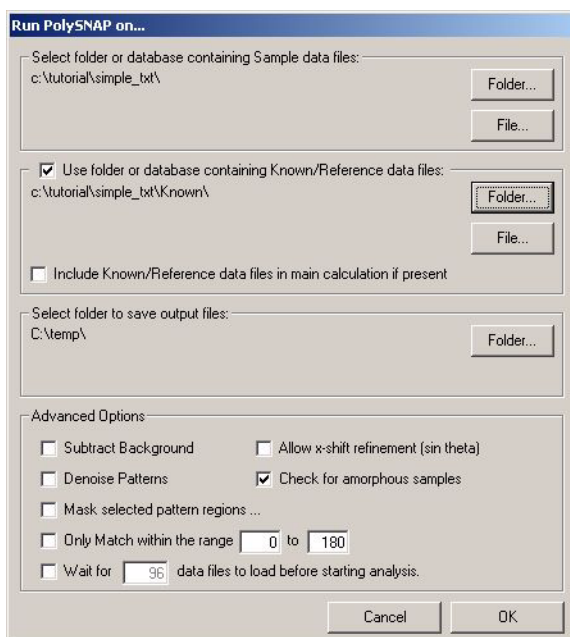 Run PolySNAP on...
Select folder or database containing Sample data files:
c:\tutorial\simple_txt\
Folder...
File...
Use folder or database containing Known/Reference data files:
c:\tutorial\simple_txt\Known\
Folder...
File...
Include Known/Reference data files in main calculation if present
Select folder to save output files:
C:\temp\
Folder...
Advanced Options
Subtract Background
Allow x-shift refinement (sin theta)
Denoise Patterns
Check for amorphous samples
Mask selected pattern regions ...
Only Match within the range 0 to 180
Wait for 96 data files to load before starting analysis.
Cancel
OK